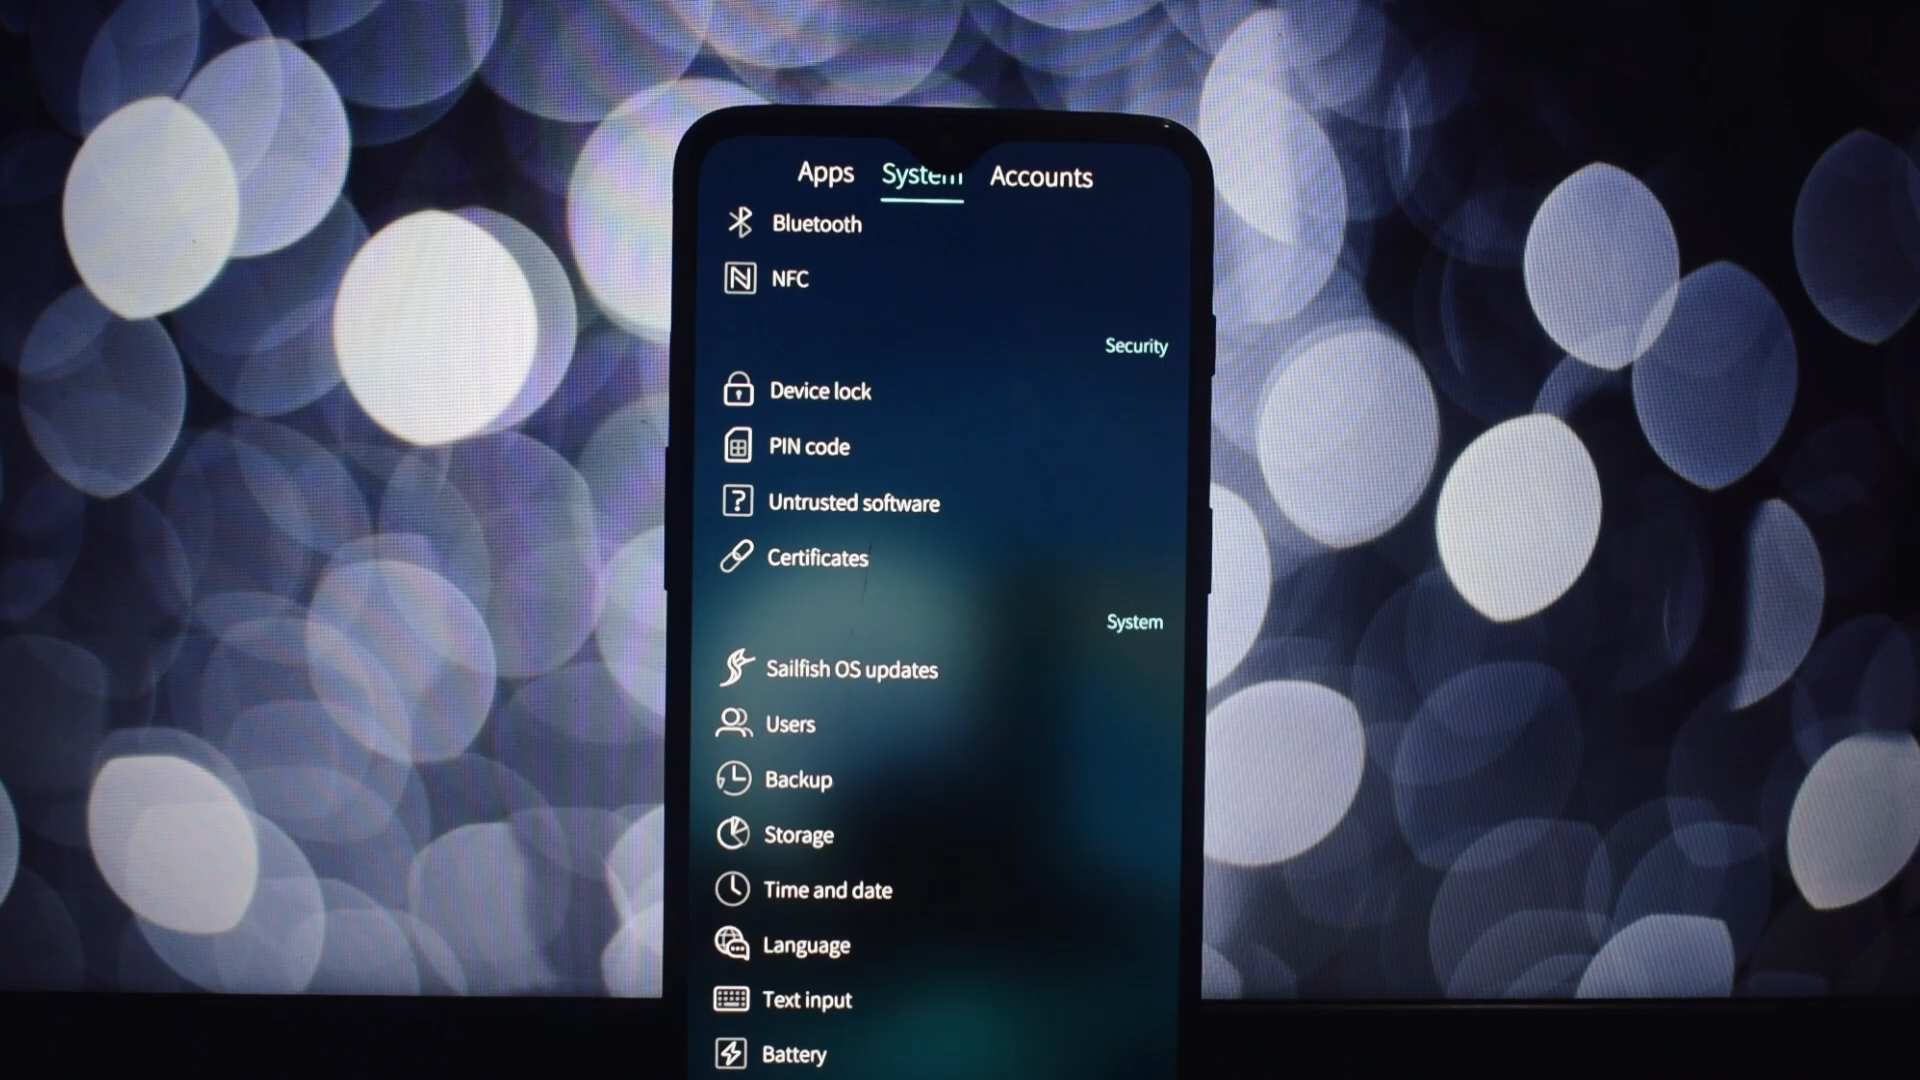 Apps System Accounts
Bluetooth
NFC
Security
Device lock
PIN code
Untrusted software
Certificates
System
Sailfish OS updates
Users
Backup
Storage
Time and date
Language
Text input
Battery